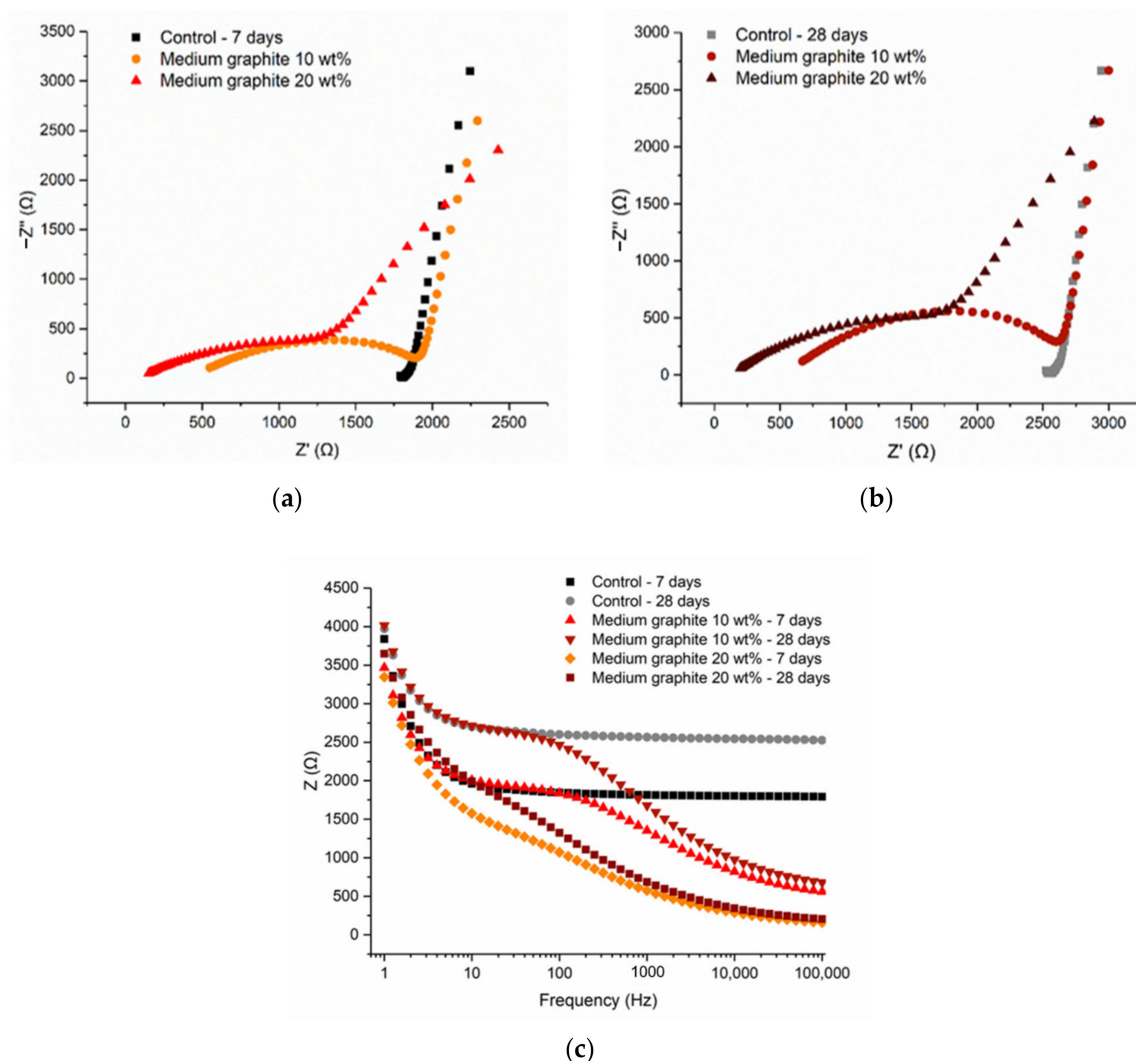 3500
3000
2500
2000
1500
1000
500
0
−Z" (Ω)
Control - 7 days
Medium graphite 10 wt%
Medium graphite 20 wt%
0
500
1000
1500
2000
2500
Z' (Ω)
(a)
3000
2500
2000
1500
1000
500
0
−Z" (Ω)
Control - 28 days
Medium graphite 10 wt%
Medium graphite 20 wt%
0
500
1000
1500
2000
2500
3000
Z' (Ω)
(b)
4500
4000
3500
3000
2500
2000
1500
1000
500
0
Z (Ω)
Control - 7 days
Control - 28 days
Medium graphite 10 wt% - 7 days
Medium graphite 10 wt% - 28 days
Medium graphite 20 wt% - 7 days
Medium graphite 20 wt% - 28 days
1
10
100
1000
10,000
100,000
Frequency (Hz)
(c)